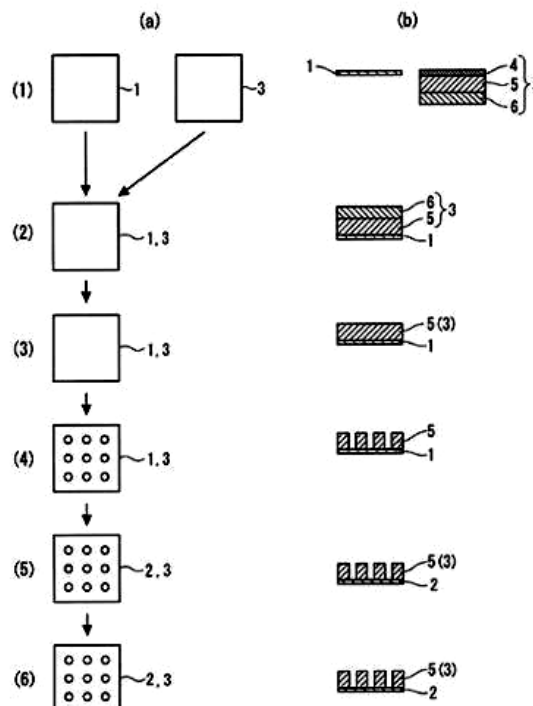 (a) (b)
(1) 1 3 1 4 5 6
(2) 1, 3 6 5 3 1
(3) 1, 3 5 (3) 1
(4) 1, 3 5 1
(5) 2, 3 5 (3) 2
(6) 2, 3 5 (3) 2